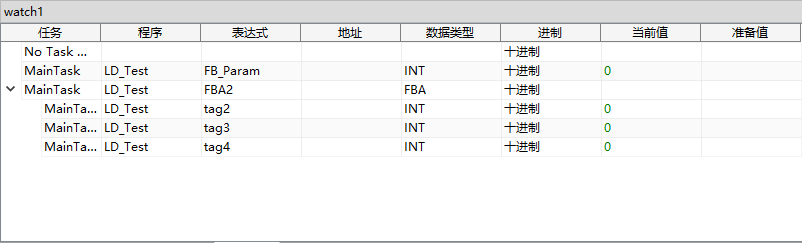 watch1
任务 程序 表达式 地址 数据类型 进制 当前值 准备值
No Task ... 十进制
MainTask LD_Test FB_Param INT 十进制 0
MainTask LD_Test FBA2 FBA 十进制
MainTa... LD_Test tag2 INT 十进制 0
MainTa... LD_Test tag3 INT 十进制 0
MainTa... LD_Test tag4 INT 十进制 0